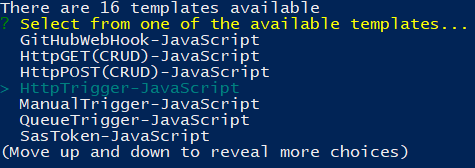 There are 16 templates available
? Select from one of the available templates...
GitHubWebHook-JavaScript
HttpGET(CRUD)-JavaScript
HttpPOST(CRUD)-JavaScript
> HttpTrigger-JavaScript
ManualTrigger-JavaScript
QueueTrigger-JavaScript
SasToken-JavaScript
(Move up and down to reveal more choices)